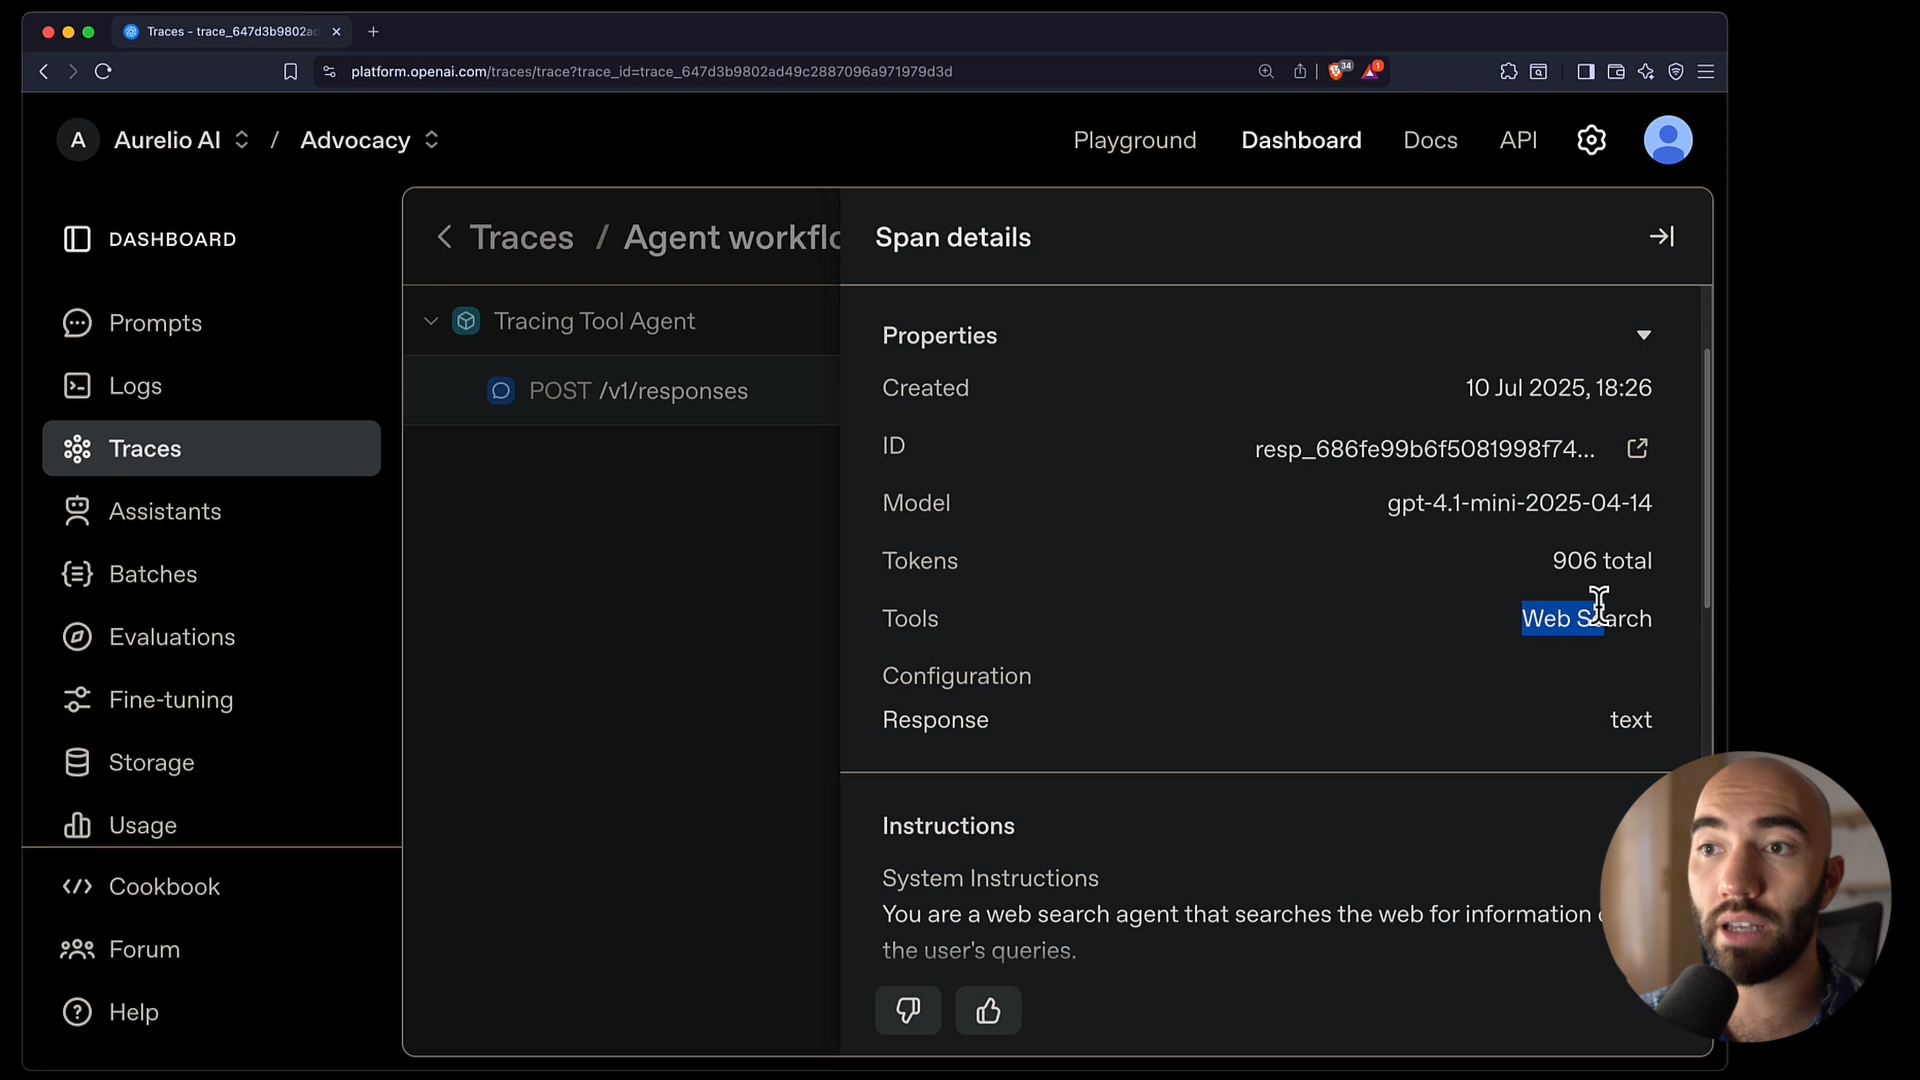 Traces - trace_647d3b9802ad
platform.openai.com/traces/trace?trace_id=trace_647d3b9802ad49c2887096a971979d3d
34
1
A Aurelio AI / Advocacy
Playground Dashboard Docs API
DASHBOARD
Prompts
Logs
Traces
Assistants
Batches
Evaluations
Fine-tuning
Storage
Usage
Cookbook
Forum
Help
Traces / Agent workflo
Tracing Tool Agent
POST /v1/responses
Span details
Properties
Created 10 Jul 2025, 18:26
ID resp_686fe99b6f5081998f74...
Model gpt-4.1-mini-2025-04-14
Tokens 906 total
Tools Web Search
Configuration
Response text
Instructions
System Instructions
You are a web search agent that searches the web for information
the user's queries.